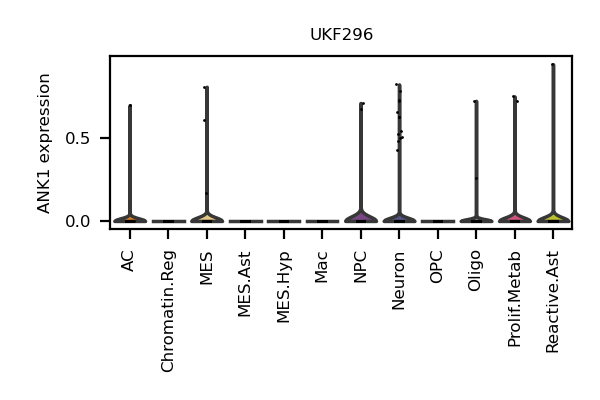 UKF296
ANK1 expression
0.5
0.0
AC
Chromatin.Reg
MES
MES.Ast
MES.Hyp
Mac
NPC
Neuron
OPC
Oligo
Prolif.Metab
Reactive.Ast